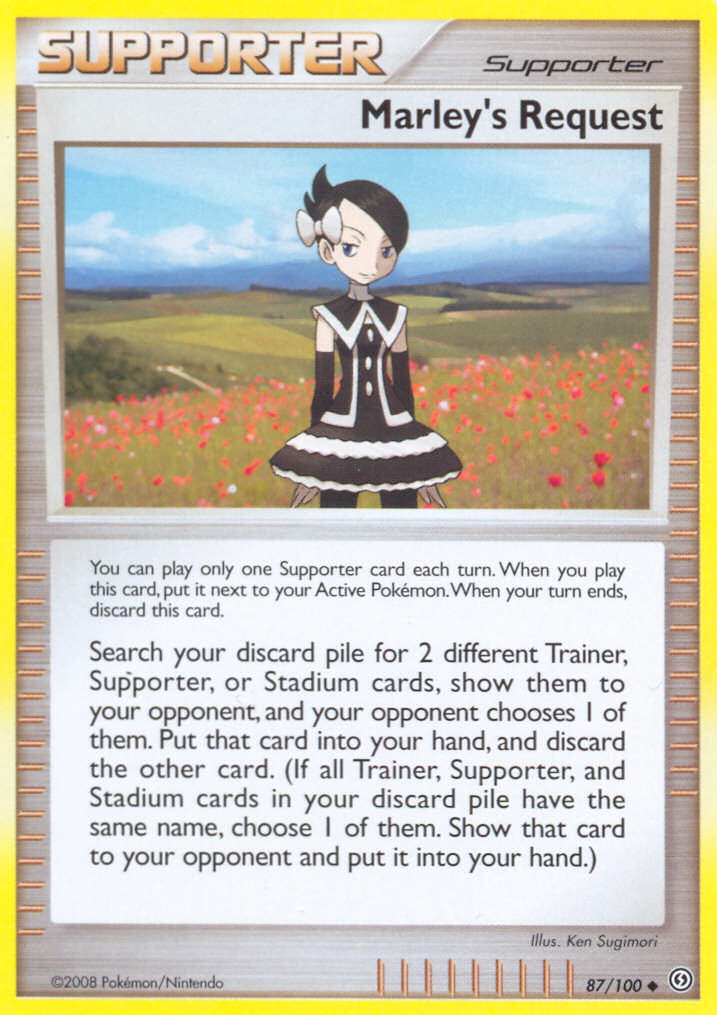 SUPPORTER
Supporter
Marley's Request
You can play only one Supporter card each turn. When you play
this card, put it next to your Active Pokémon. When your turn ends,
discard this card.
Search your discard pile for 2 different Trainer,
Supporter, or Stadium cards, show them to
your opponent, and your opponent chooses 1 of
them. Put that card into your hand, and discard
the other card. (If all Trainer, Supporter, and
Stadium cards in your discard pile have the
same name, choose 1 of them. Show that card
to your opponent and put it into your hand.)
Illus. Ken Sugimori
©2008 Pokémon/Nintendo
87/100